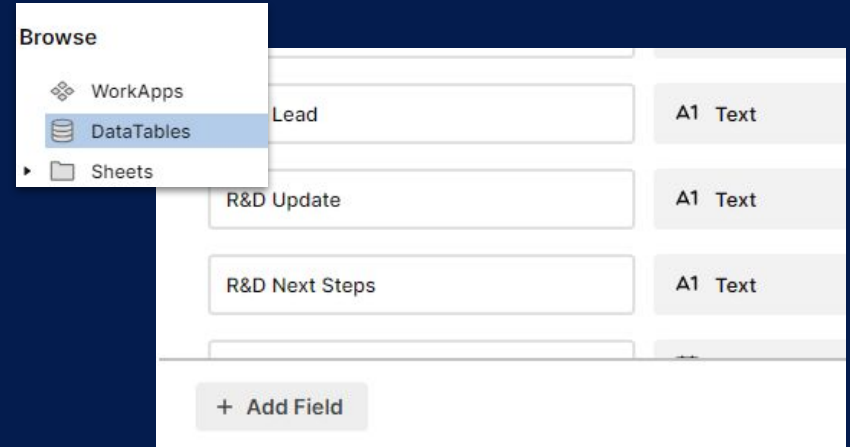 Browse
WorkApps
DataTables
Sheets
Lead
A1 Text
R&D Update
A1 Text
R&D Next Steps
A1 Text
+ Add Field